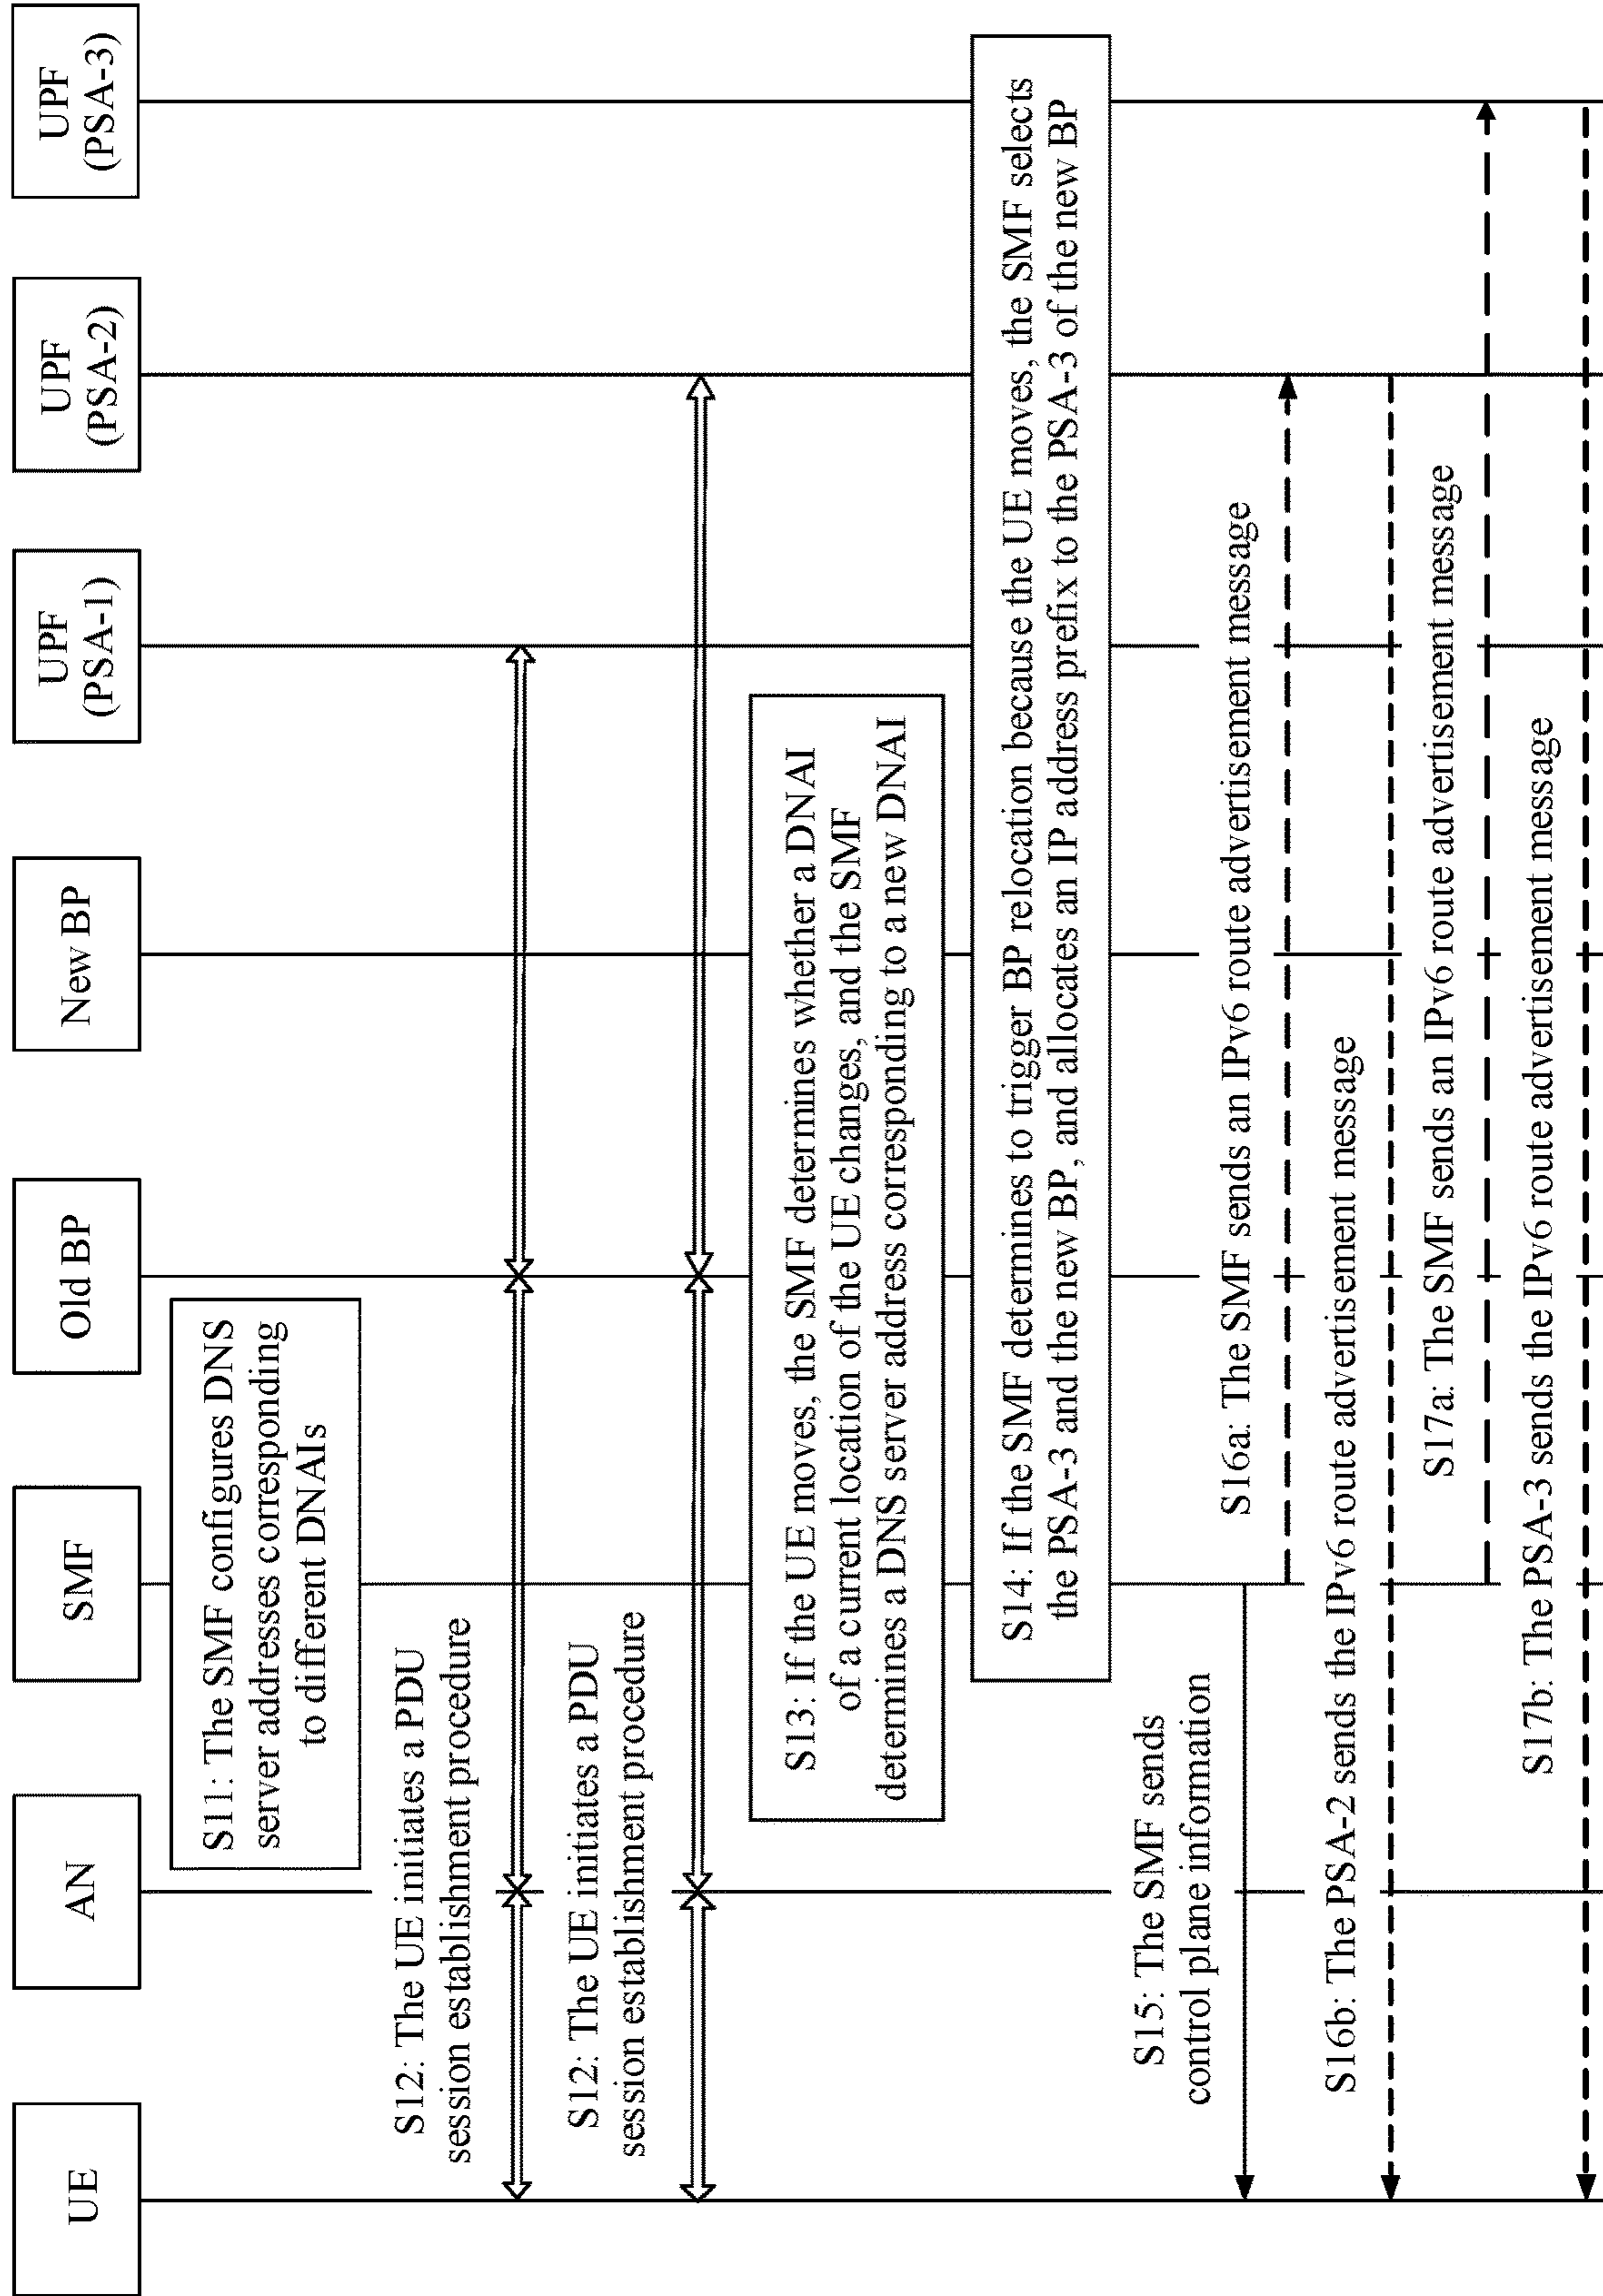 UE
AN
SMF
Old BP
New BP
UPF
(PSA-1)
UPF
(PSA-2)
UPF
(PSA-3)
S11: The SMF configures DNS
server addresses corresponding
to different DNAIs
S12: The UE initiates a PDU
session establishment procedure
S12: The UE initiates a PDU
session establishment procedure
S13: If the UE moves, the SMF determines whether a DNAI
of a current location of the UE changes, and the SMF
determines a DNS server address corresponding to a new DNAI
S14: If the SMF determines to trigger BP relocation because the UE moves, the SMF selects
the PSA-3 and the new BP, and allocates an IP address prefix to the PSA-3 of the new BP
S15: The SMF sends
control plane information
S16a: The SMF sends an IPv6 route advertisement message
S16b: The PSA-2 sends the IPv6 route advertisement message
S17a: The SMF sends an IPv6 route advertisement message
S17b: The PSA-3 sends the IPv6 route advertisement message